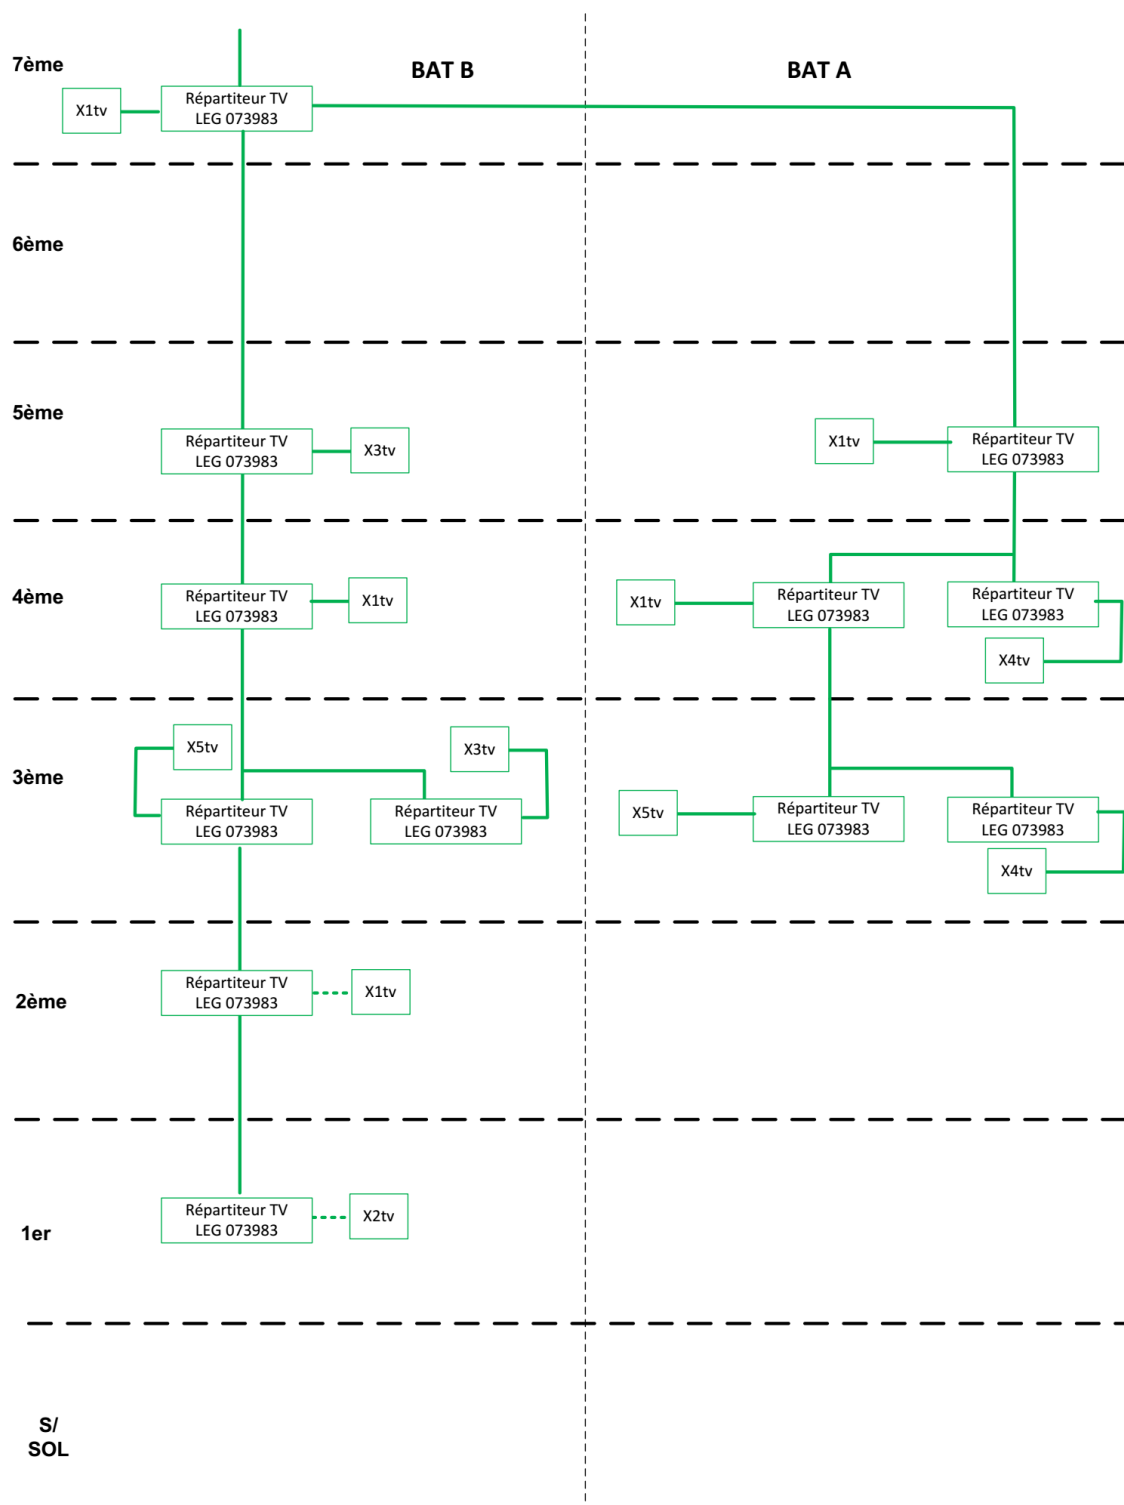 7ème
BAT B
BAT A
X1tv
Répartiteur TV
LEG 073983
6ème
5ème
Répartiteur TV
LEG 073983
X3tv
X1tv
Répartiteur TV
LEG 073983
4ème
Répartiteur TV
LEG 073983
X1tv
X1tv
Répartiteur TV
LEG 073983
Répartiteur TV
LEG 073983
X4tv
3ème
X5tv
X3tv
Répartiteur TV
LEG 073983
Répartiteur TV
LEG 073983
X5tv
Répartiteur TV
LEG 073983
Répartiteur TV
LEG 073983
X4tv
2ème
Répartiteur TV
LEG 073983
X1tv
1er
Répartiteur TV
LEG 073983
X2tv
S/
SOL